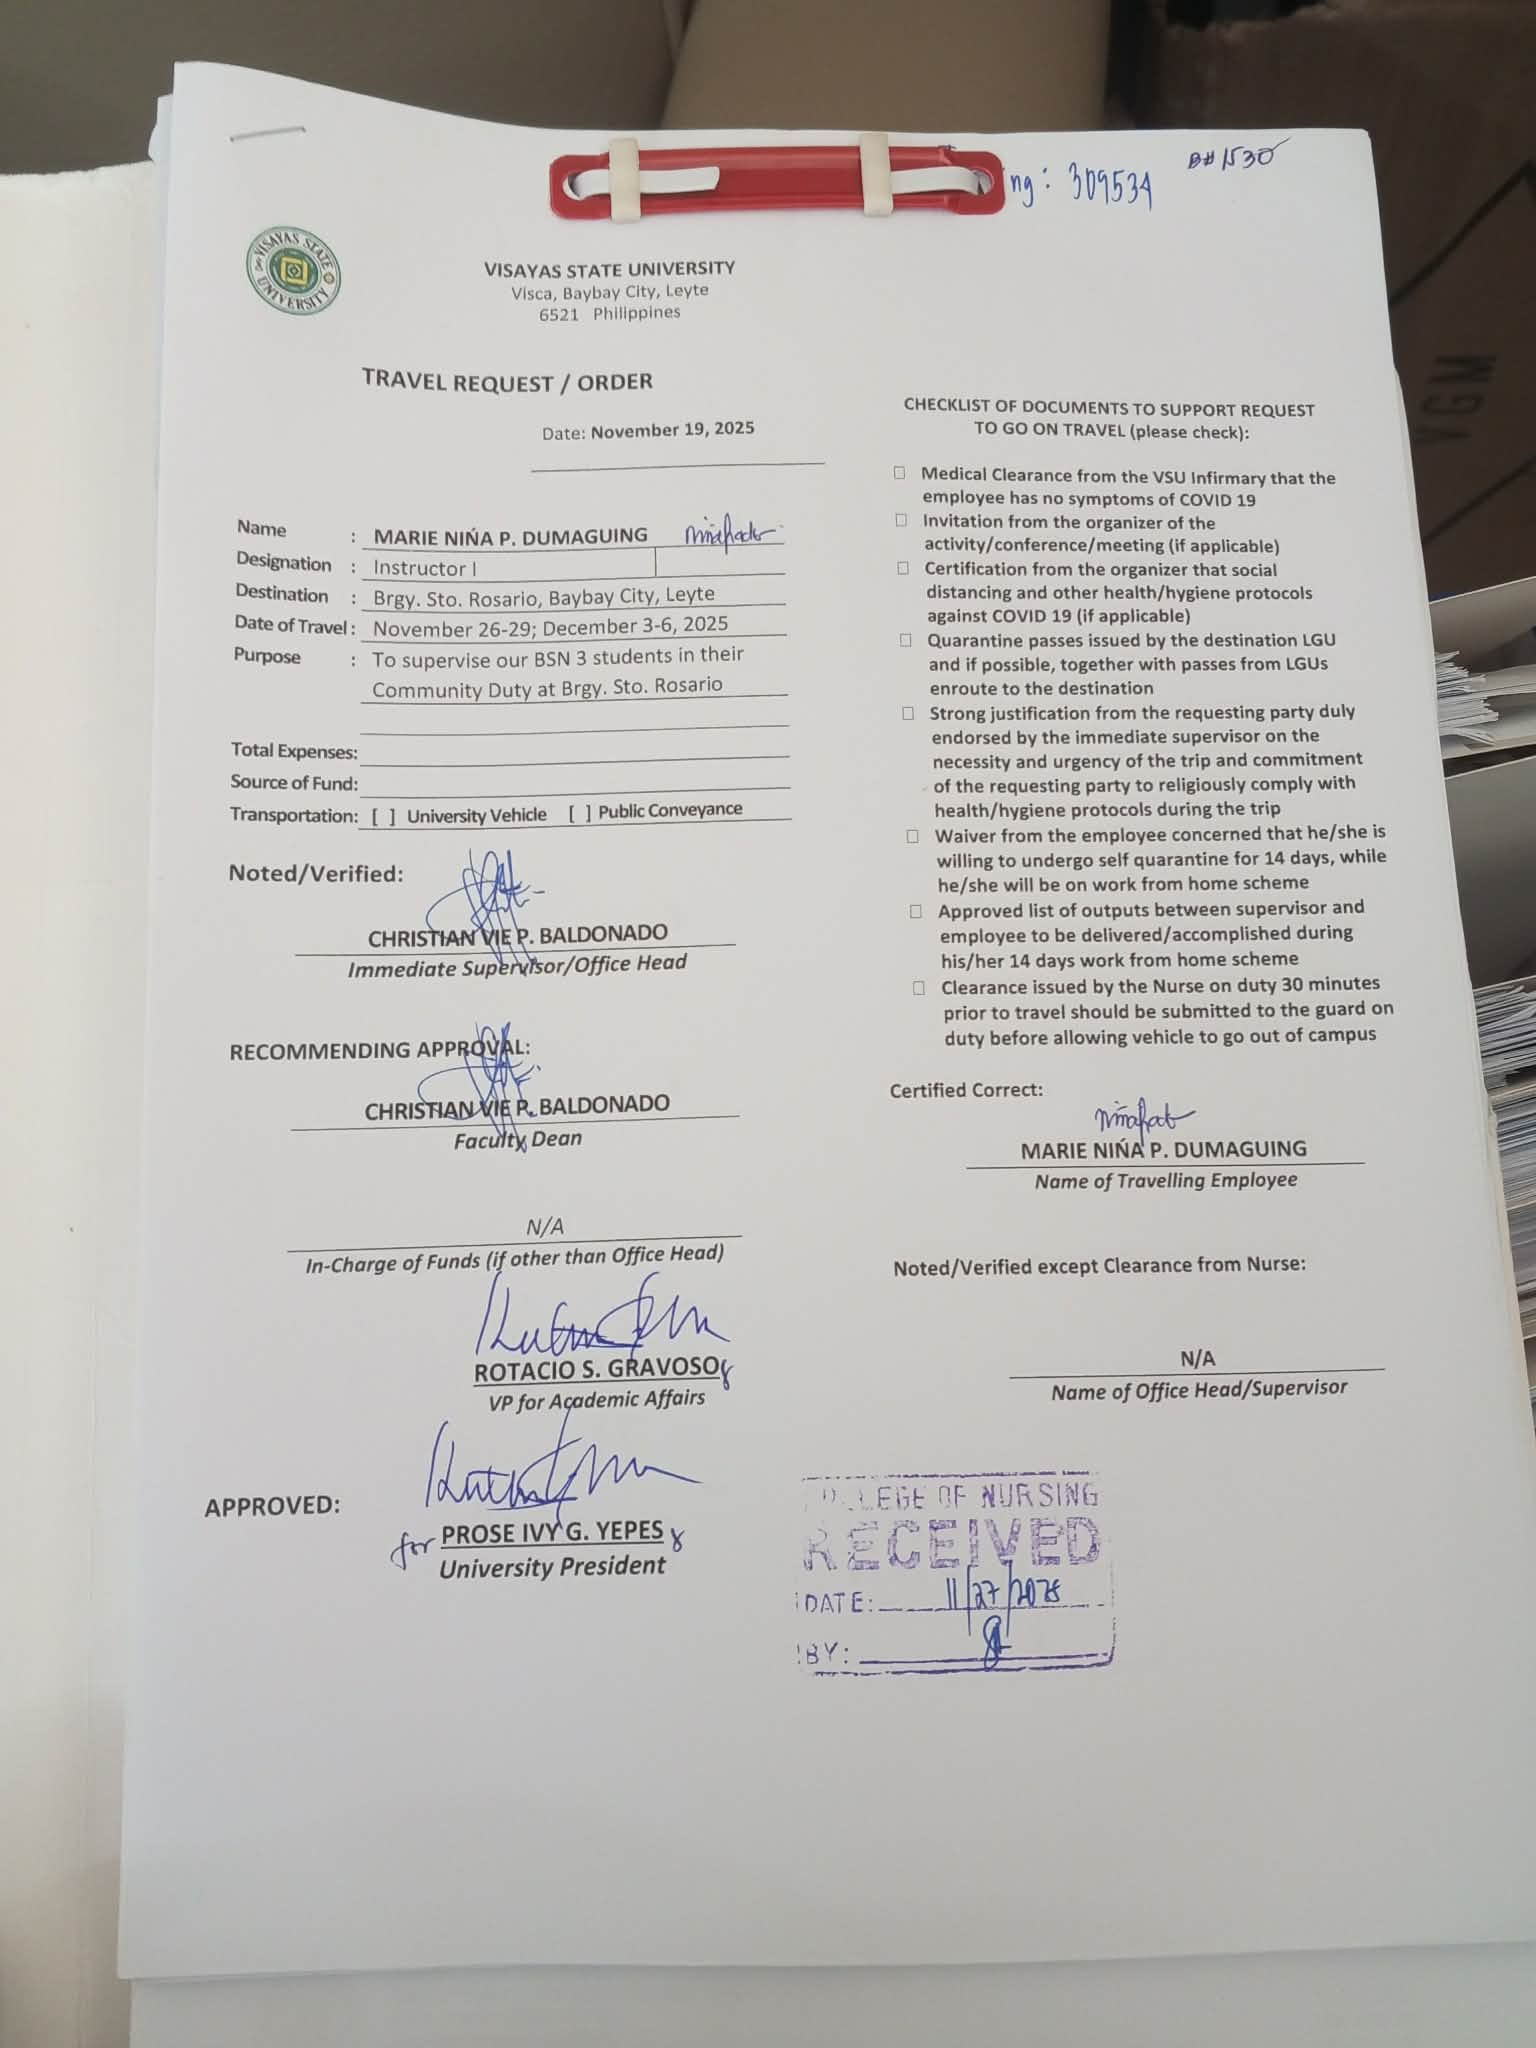 ng: 309534
B# 1530
VISAYAS STATE UNIVERSITY
VISAYAS STATE UNIVERSITY
Visca, Baybay City, Leyte
6521 Philippines
TRAVEL REQUEST / ORDER
Date: November 19, 2025
Name : MARIE NIŃA P. DUMAGUING
Designation : Instructor I
Destination : Brgy. Sto. Rosario, Baybay City, Leyte
Date of Travel: November 26-29; December 3-6, 2025
Purpose : To supervise our BSN 3 students in their
Community Duty at Brgy. Sto. Rosario
Total Expenses:
Source of Fund:
Transportation: [ ] University Vehicle [ ] Public Conveyance
Noted/Verified:
CHRISTIAN VIE P. BALDONADO
Immediate Supervisor/Office Head
RECOMMENDING APPROVAL:
CHRISTIAN VIE P. BALDONADO
Faculty Dean
N/A
In-Charge of Funds (if other than Office Head)
ROTACIO S. GRAVOSO
VP for Academic Affairs
APPROVED:
for PROSE IVY G. YEPES
University President
CHECKLIST OF DOCUMENTS TO SUPPORT REQUEST
TO GO ON TRAVEL (please check):
☐ Medical Clearance from the VSU Infirmary that the
employee has no symptoms of COVID 19
☐ Invitation from the organizer of the
activity/conference/meeting (if applicable)
☐ Certification from the organizer that social
distancing and other health/hygiene protocols
against COVID 19 (if applicable)
☐ Quarantine passes issued by the destination LGU
and if possible, together with passes from LGUs
enroute to the destination
☐ Strong justification from the requesting party duly
endorsed by the immediate supervisor on the
necessity and urgency of the trip and commitment
of the requesting party to religiously comply with
health/hygiene protocols during the trip
☐ Waiver from the employee concerned that he/she is
willing to undergo self quarantine for 14 days, while
he/she will be on work from home scheme
☐ Approved list of outputs between supervisor and
employee to be delivered/accomplished during
his/her 14 days work from home scheme
☐ Clearance issued by the Nurse on duty 30 minutes
prior to travel should be submitted to the guard on
duty before allowing vehicle to go out of campus
Certified Correct:
MARIE NIŃA P. DUMAGUING
Name of Travelling Employee
Noted/Verified except Clearance from Nurse:
N/A
Name of Office Head/Supervisor
LLEGE OF NURSING
RECEIVED
DATE: 11/27/2025
BY:
VGM